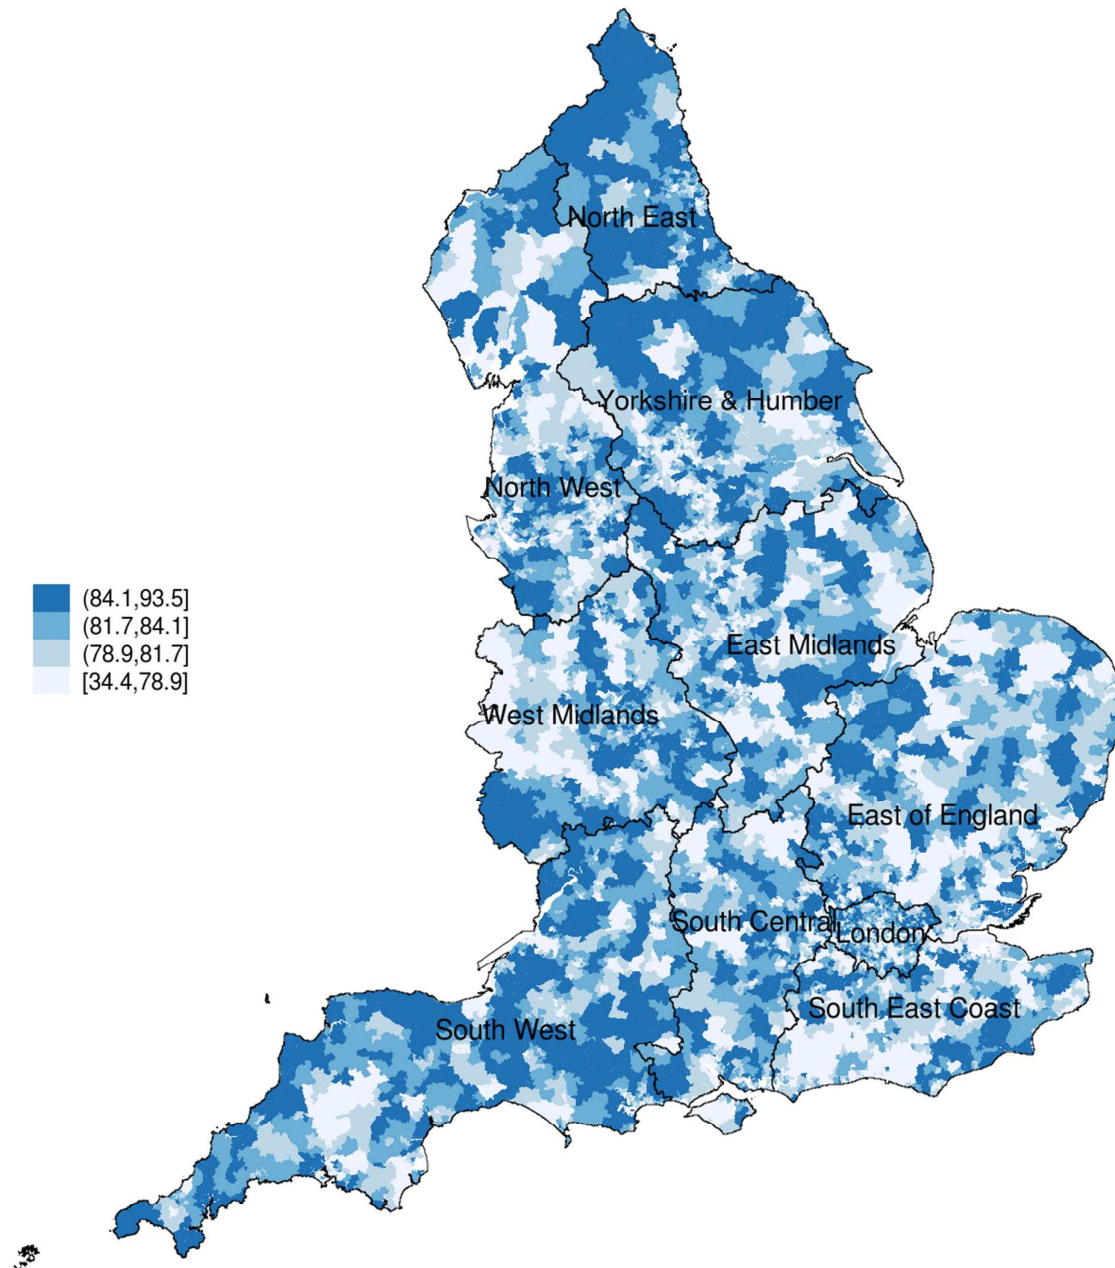 North East
Yorkshire & Humber
North West
(84.1,93.5]
(81.7,84.1]
(78.9,81.7]
[34.4,78.9]
East Midlands
West Midlands
East of England
South Central
London
South East Coast
South West